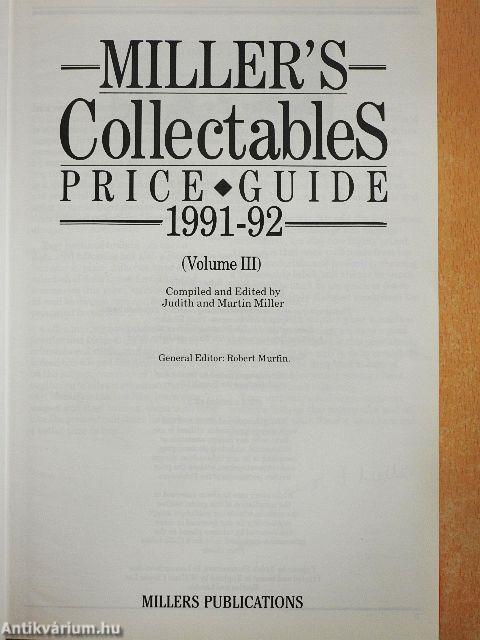 MILLER'S
CollectableS
PRICE◆GUIDE
1991-92
(Volume III)
Compiled and Edited by
Judith and Martin Miller
General Editor: Robert Murfin.
MILLERS PUBLICATIONS
Antikvárium.hu